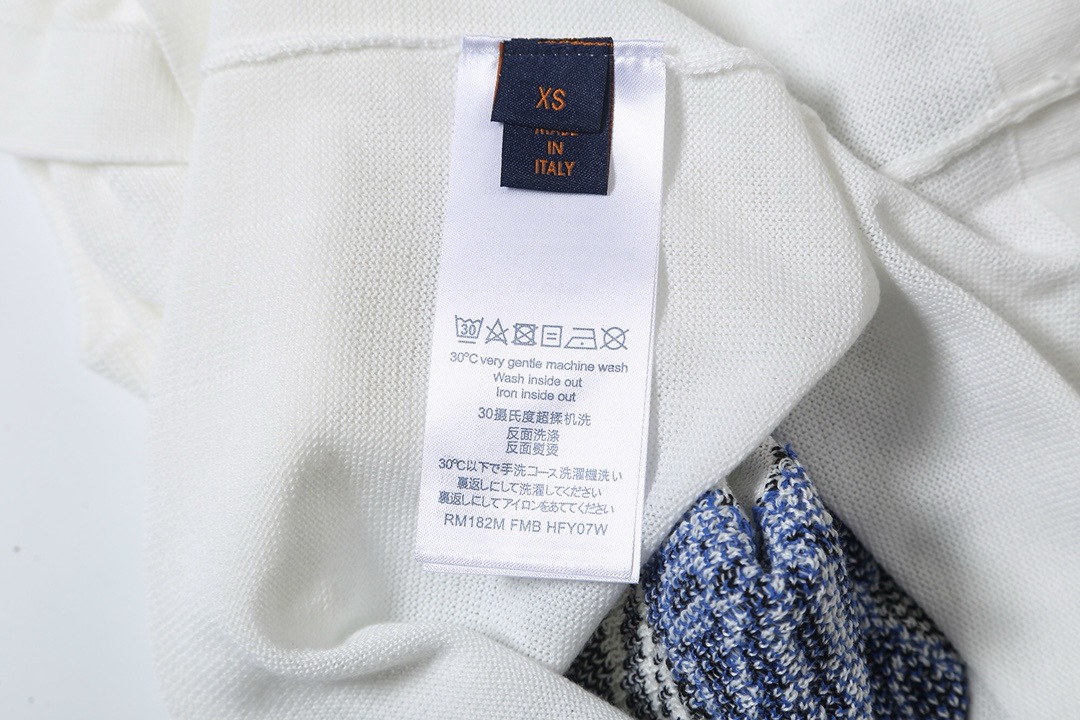 XS
MADE
IN
ITALY
30
30°C very gentle machine wash
Wash inside out
Iron inside out
30摄氏度超揉机洗
反面洗涤
反面熨烫
30℃以下で手洗コース洗濯機洗い
裏返しにして洗濯してください
裏返しにしてアイロンをあててください
RM182M FMB HFY07W